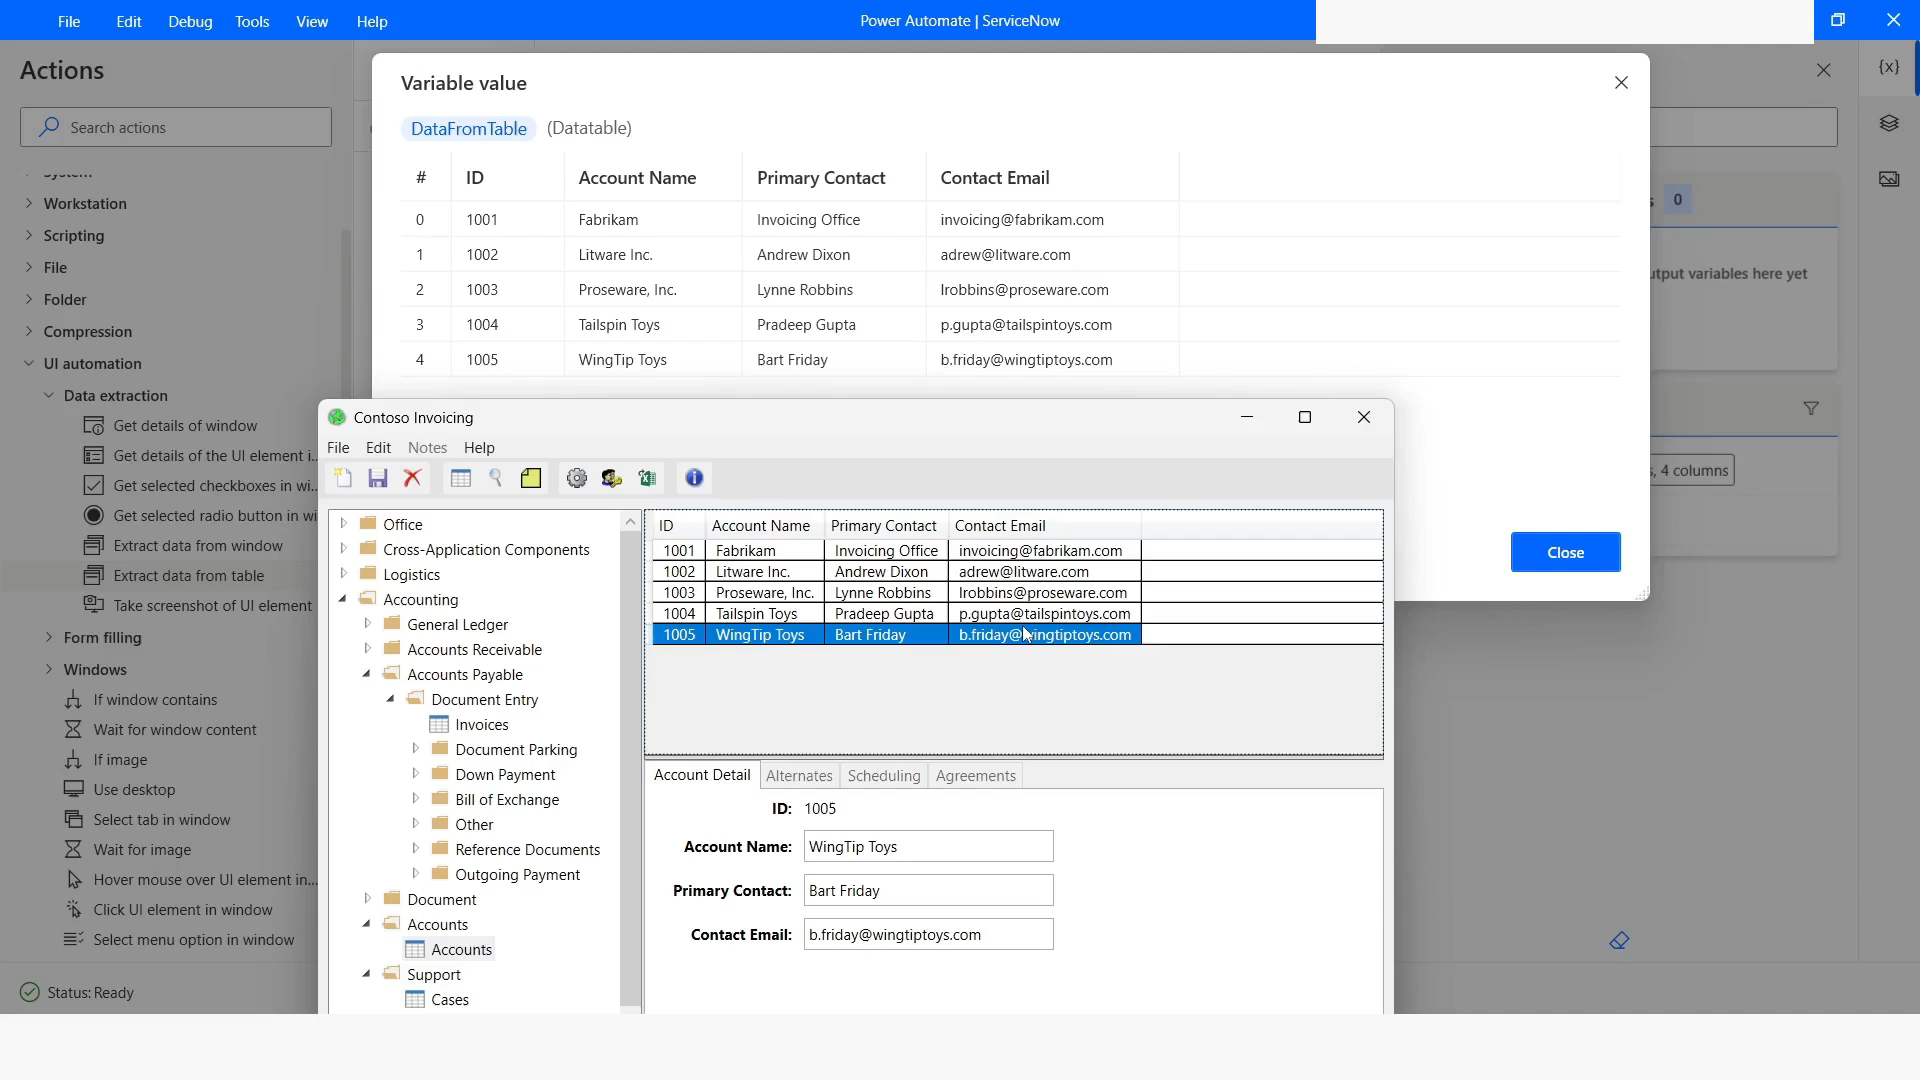 File Edit Debug Tools View Help
Power Automate | ServiceNow
Actions
Search actions
Workstation
Scripting
File
Folder
Compression
UI automation
Data extraction
Get details of window
Get details of the UI element i...
Get selected checkboxes in wi...
Get selected radio button in wi
Extract data from window
Extract data from table
Take screenshot of UI element
Form filling
Windows
If window contains
Wait for window content
If image
Use desktop
Select tab in window
Wait for image
Hover mouse over UI element in...
Click UI element in window
Select menu option in window
Status: Ready
Variable value
DataFromTable (Datatable)
# ID Account Name Primary Contact Contact Email
0 1001 Fabrikam Invoicing Office invoicing@fabrikam.com
1 1002 Litware Inc. Andrew Dixon adrew@litware.com
2 1003 Proseware, Inc. Lynne Robbins lrobbins@proseware.com
3 1004 Tailspin Toys Pradeep Gupta p.gupta@tailspintoys.com
4 1005 WingTip Toys Bart Friday b.friday@wingtiptoys.com
Close
{x}
0
variables here yet
, 4 columns
Contoso Invoicing
File Edit Notes Help
Office
Cross-Application Components
Logistics
Accounting
General Ledger
Accounts Receivable
Accounts Payable
Document Entry
Invoices
Document Parking
Down Payment
Bill of Exchange
Other
Reference Documents
Outgoing Payment
Document
Accounts
Accounts
Support
Cases
ID Account Name Primary Contact Contact Email
1001 Fabrikam Invoicing Office invoicing@fabrikam.com
1002 Litware Inc. Andrew Dixon adrew@litware.com
1003 Proseware, Inc. Lynne Robbins lrobbins@proseware.com
1004 Tailspin Toys Pradeep Gupta p.gupta@tailspintoys.com
1005 WingTip Toys Bart Friday b.friday@wingtiptoys.com
Account Detail Alternates Scheduling Agreements
ID: 1005
Account Name: WingTip Toys
Primary Contact: Bart Friday
Contact Email: b.friday@wingtiptoys.com